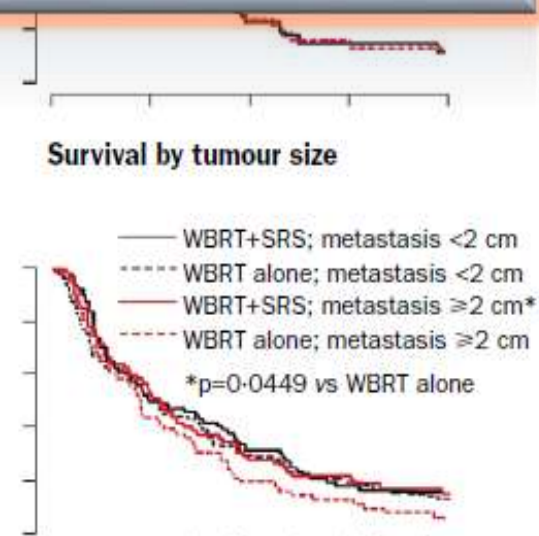 Survival by tumour size
WBRT+SRS; metastasis <2 cm
WBRT alone; metastasis <2 cm
WBRT+SRS; metastasis ⩾2 cm*
WBRT alone; metastasis ⩾2 cm
*p=0·0449 vs WBRT alone